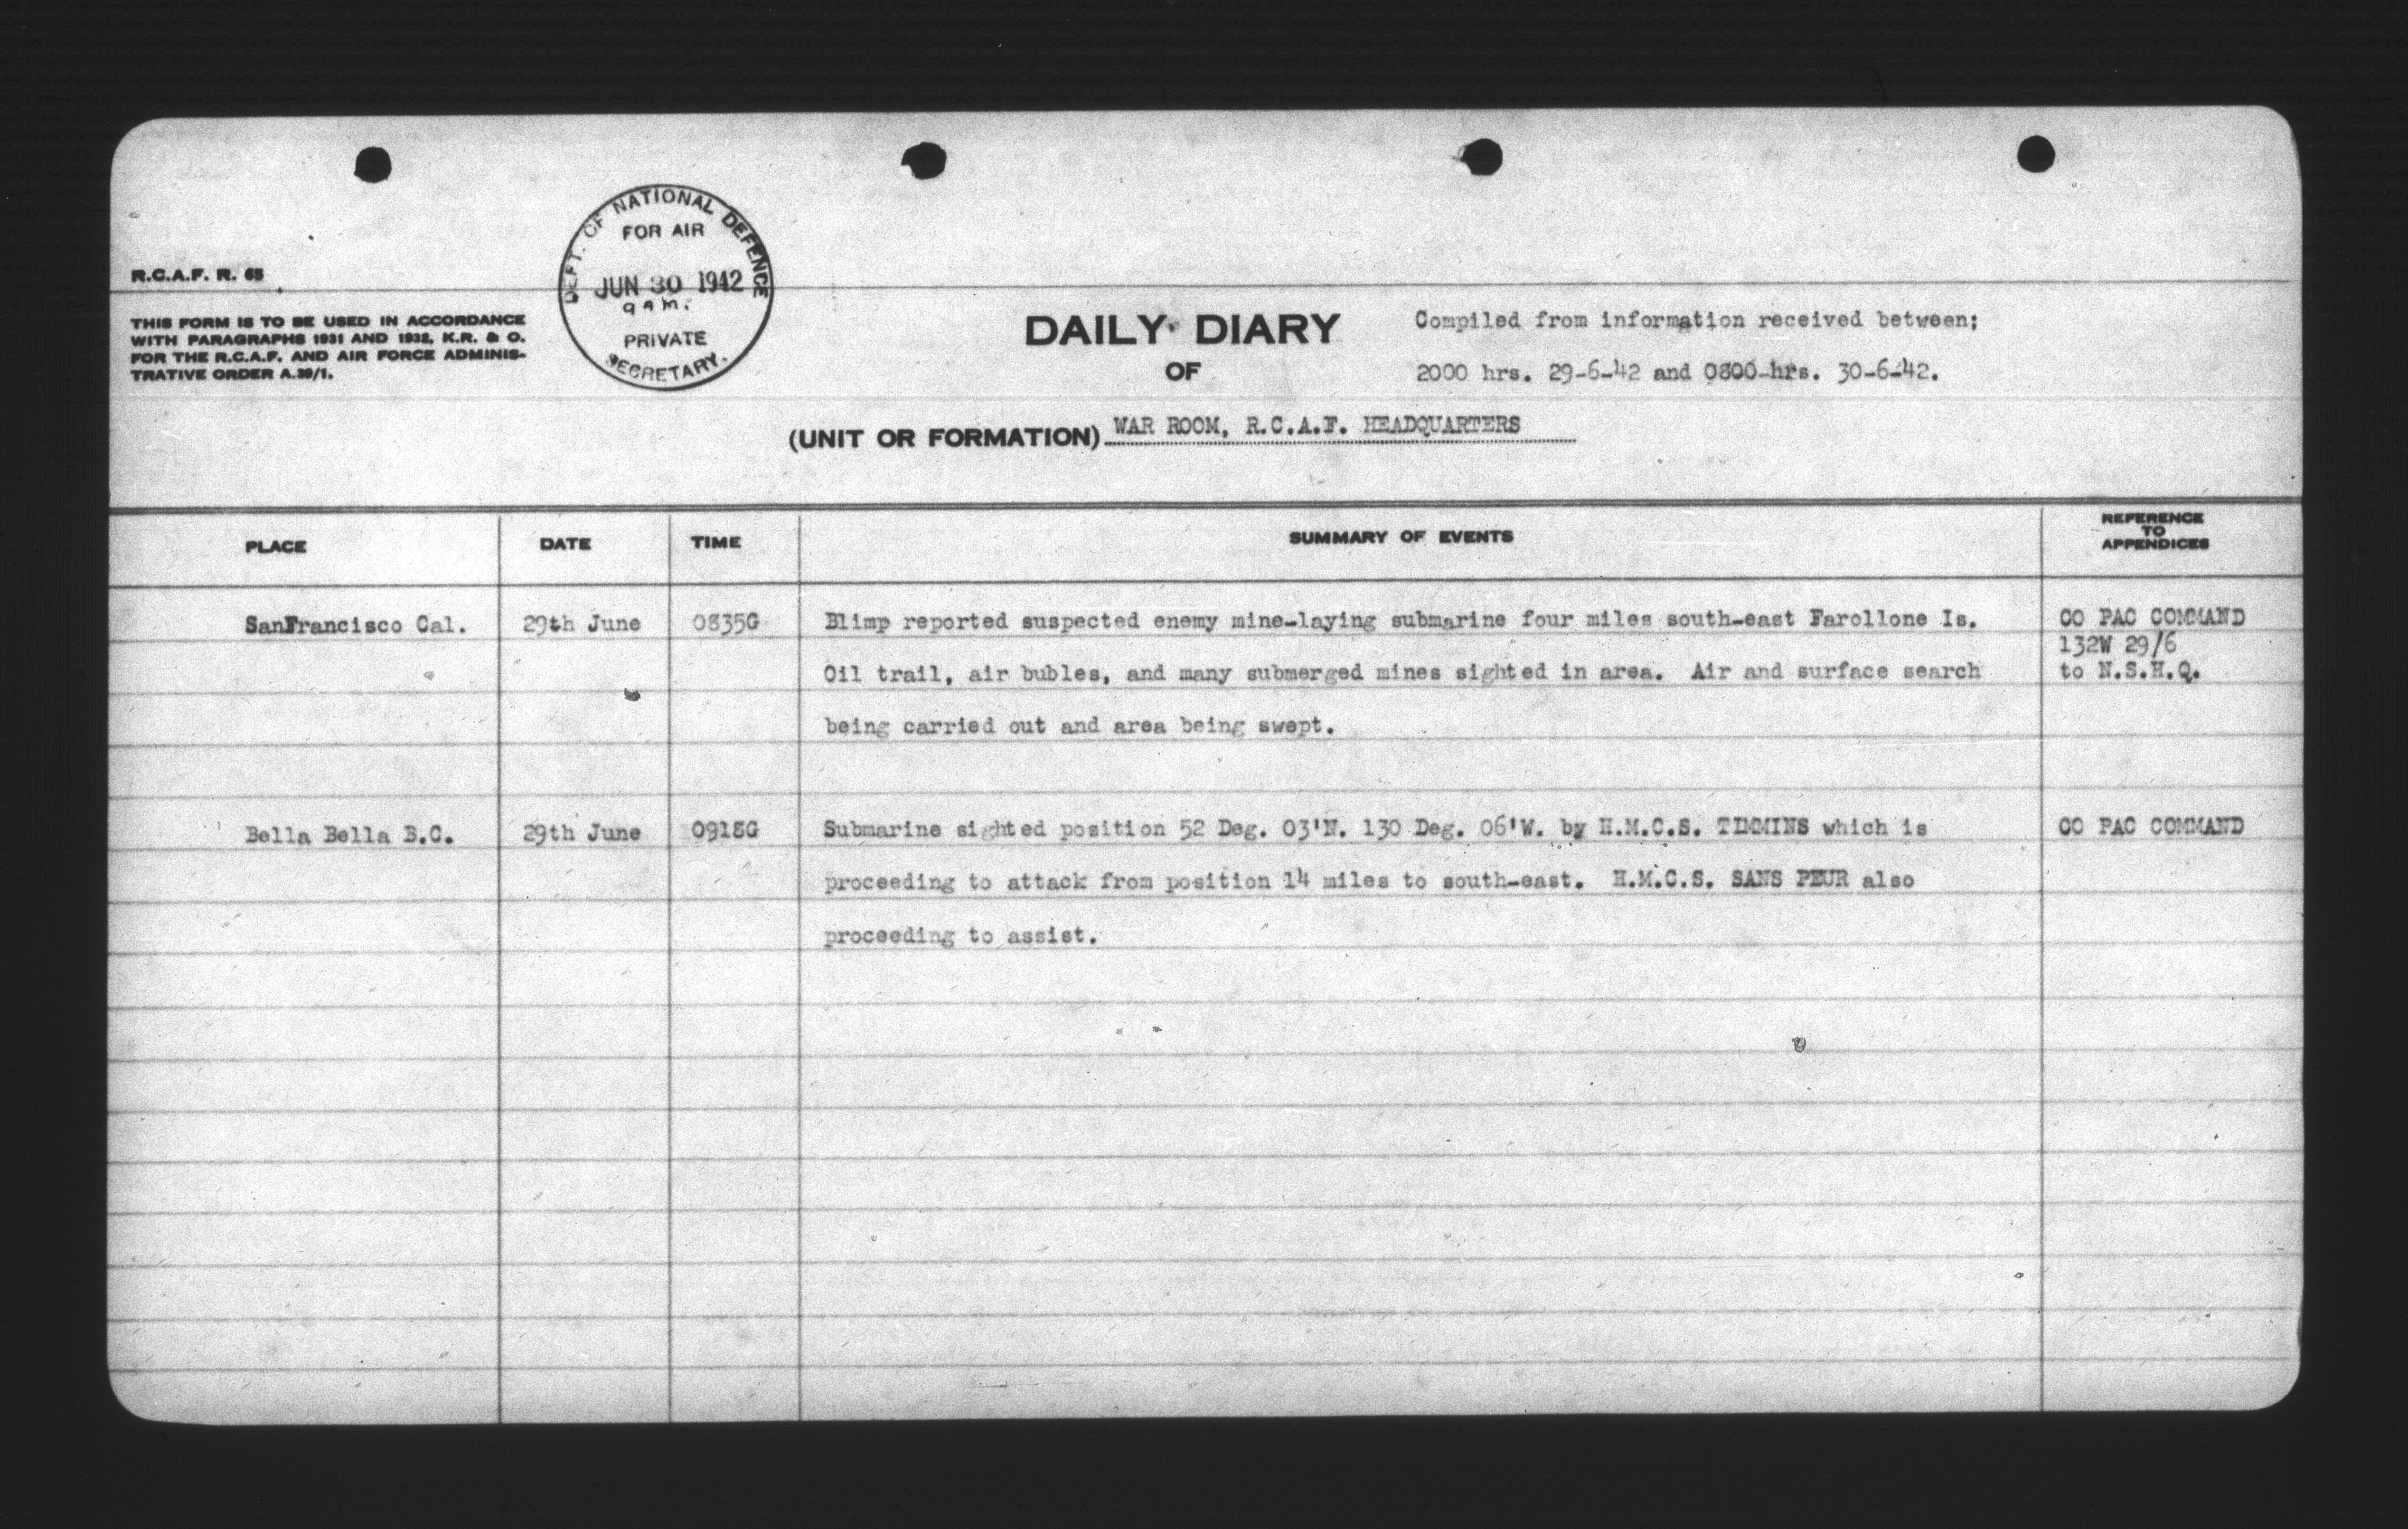 DEPT. OF NATIONAL DEFENCE
FOR AIR
JUN 30 1942
9 am.
PRIVATE
SECRETARY.
R.C.A.F. R. 65
THIS FORM IS TO BE USED IN ACCORDANCE
WITH PARAGRAPHS 1931 AND 1932, K.R. & O.
FOR THE R.C.A.F. AND AIR FORCE ADMINIS-
TRATIVE ORDER A.29/1.
DAILY DIARY
OF
Compiled from information received between;
2000 hrs. 29-6-42 and 0800 hrs. 30-6-42.
(UNIT OR FORMATION) WAR ROOM, R.C.A.F. HEADQUARTERS
PLACE DATE TIME SUMMARY OF EVENTS REFERENCE TO APPENDICES
SanFrancisco Cal. 29th June 0835G Blimp reported suspected enemy mine-laying submarine four miles south-east Farollone Is. CO PAC COMMAND
132W 29/6
Oil trail, air bubles, and many submerged mines sighted in area. Air and surface search to N.S.H.Q.
being carried out and area being swept.
Bella Bella B.C. 29th June 0918G Submarine sighted position 52 Deg. 03'N. 130 Deg. 06'W. by H.M.C.S. TIMMINS which is CO PAC COMMAND
proceeding to attack from position 14 miles to south-east. H.M.C.S. SANS PEUR also
proceeding to assist.